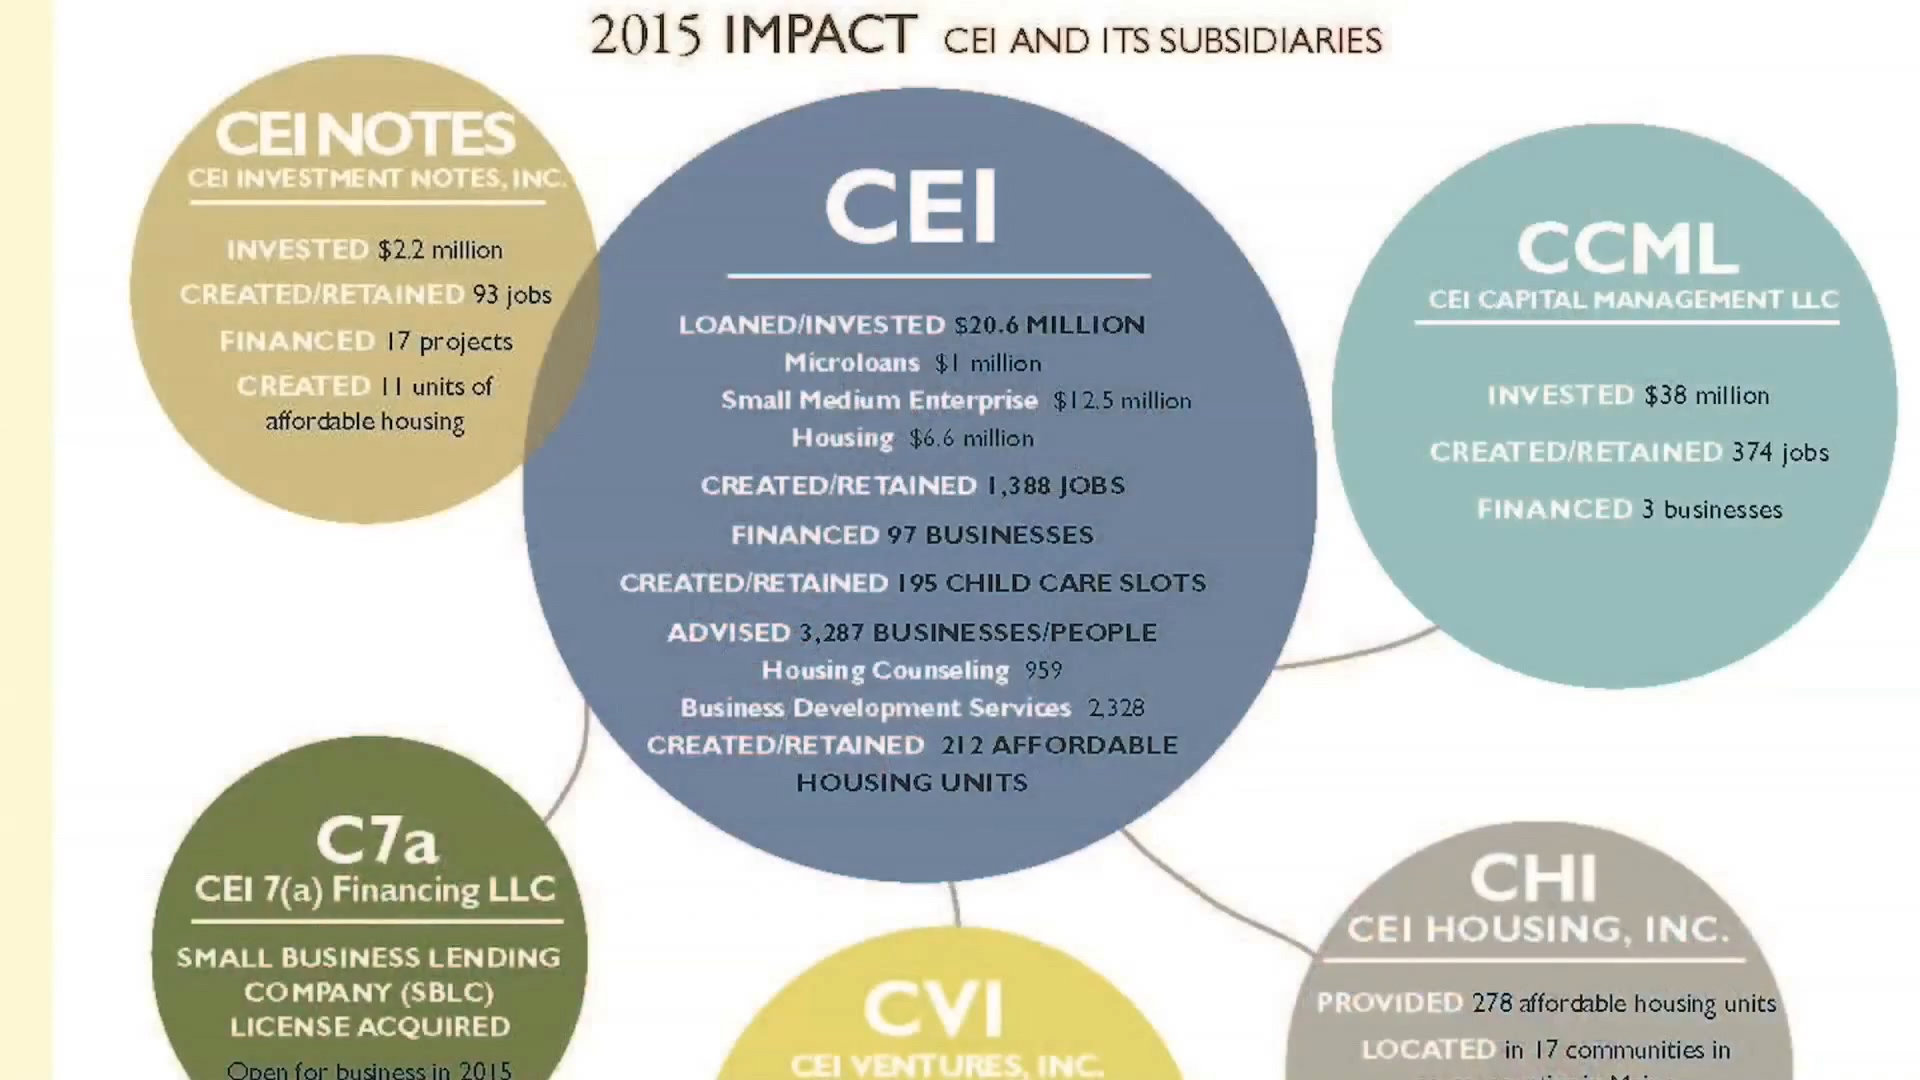 2015 IMPACT CEI AND ITS SUBSIDIARIES
CEI NOTES
CEI INVESTMENT NOTES, INC.
INVESTED $2.2 million
CREATED/RETAINED 93 jobs
FINANCED 17 projects
CREATED 11 units of
affordable housing
CEI
LOANED/INVESTED $20.6 MILLION
Microloans $1 million
Small Medium Enterprise $12.5 million
Housing $6.6 million
CREATED/RETAINED 1,388 JOBS
FINANCED 97 BUSINESSES
CREATED/RETAINED 195 CHILD CARE SLOTS
ADVISED 3,287 BUSINESSES/PEOPLE
Housing Counseling 959
Business Development Services 2,328
CREATED/RETAINED 212 AFFORDABLE
HOUSING UNITS
CCML
CEI CAPITAL MANAGEMENT LLC
INVESTED $38 million
CREATED/RETAINED 374 jobs
FINANCED 3 businesses
C7a
CEI 7(a) Financing LLC
SMALL BUSINESS LENDING
COMPANY (SBLC)
LICENSE ACQUIRED
Open for business in 2015
CVI
CEI VENTURES, INC.
CHI
CEI HOUSING, INC.
PROVIDED 278 affordable housing units
LOCATED in 17 communities in